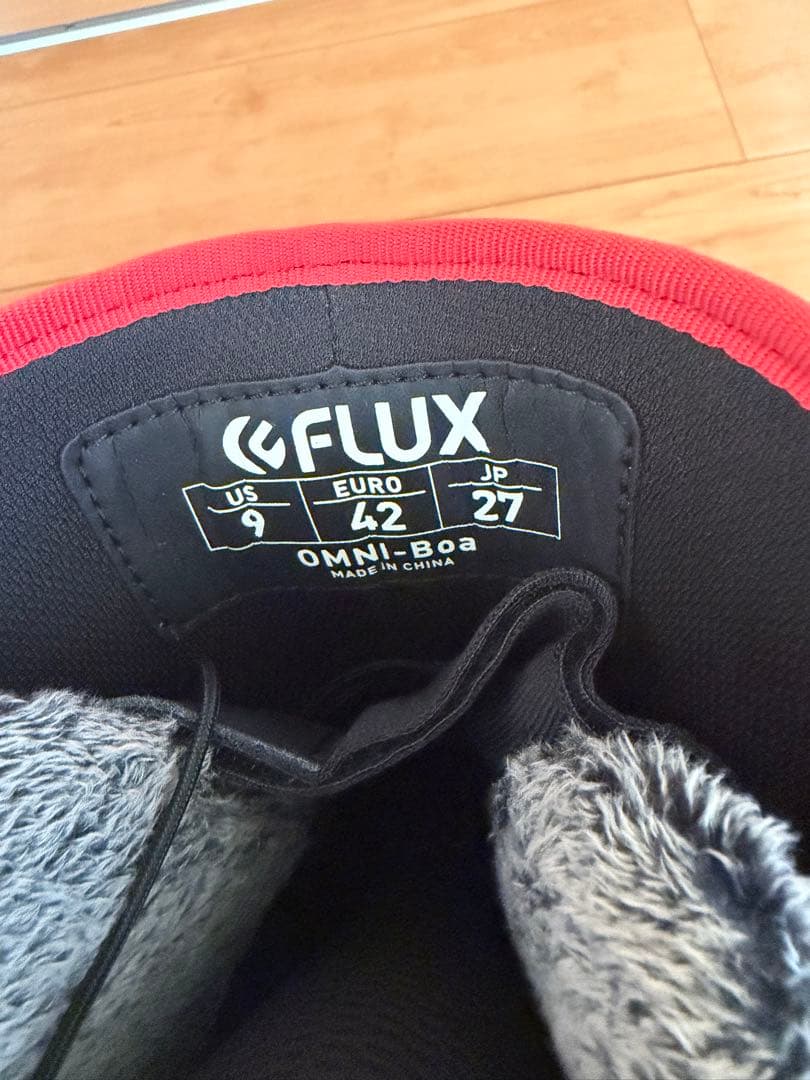 FLUX
US EURO JP
9 42 27
OMNI-Boa
MADE IN CHINA